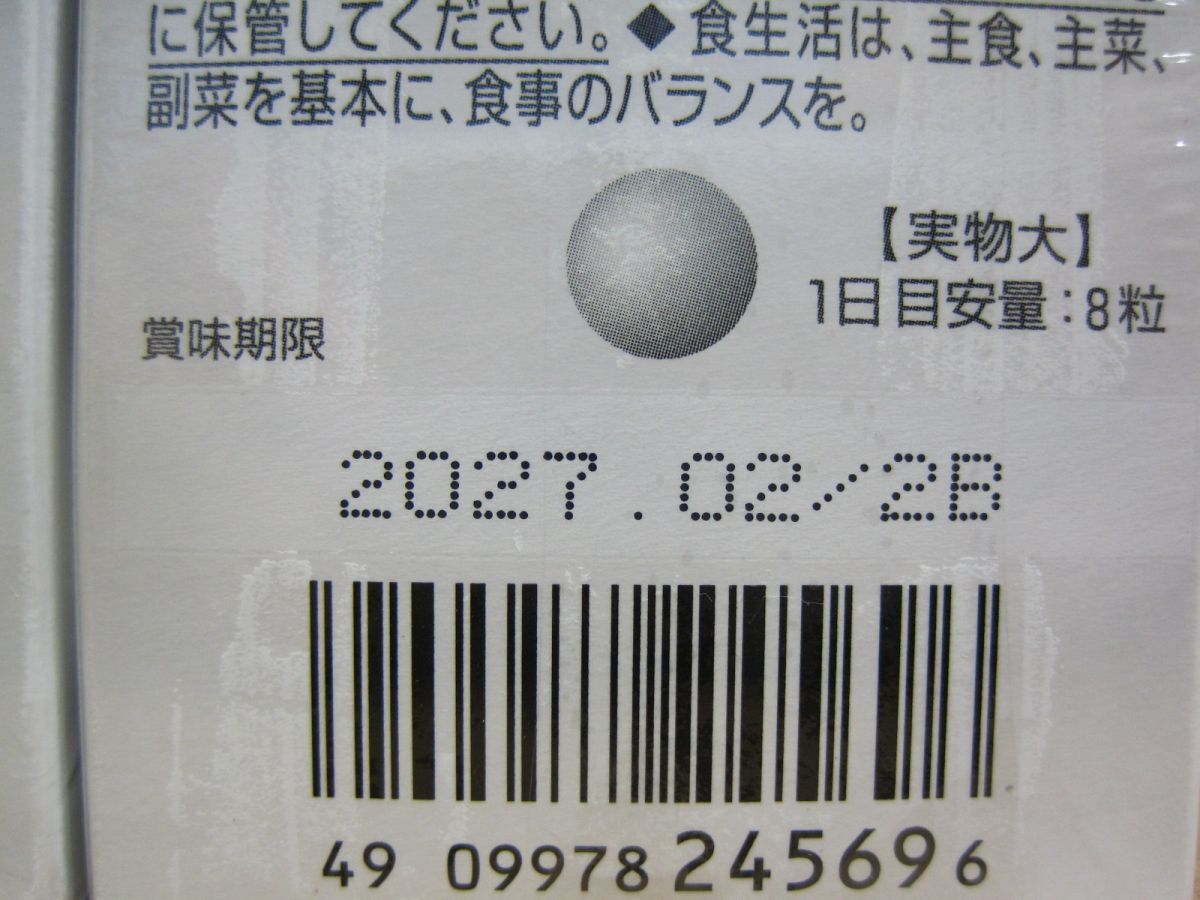 に保管してください。◆食生活は、主食、主菜、
副菜を基本に、食事のバランスを。
【実物大】
1日目安量：8粒
賞味期限
2027.02/2B
49 09978 245696